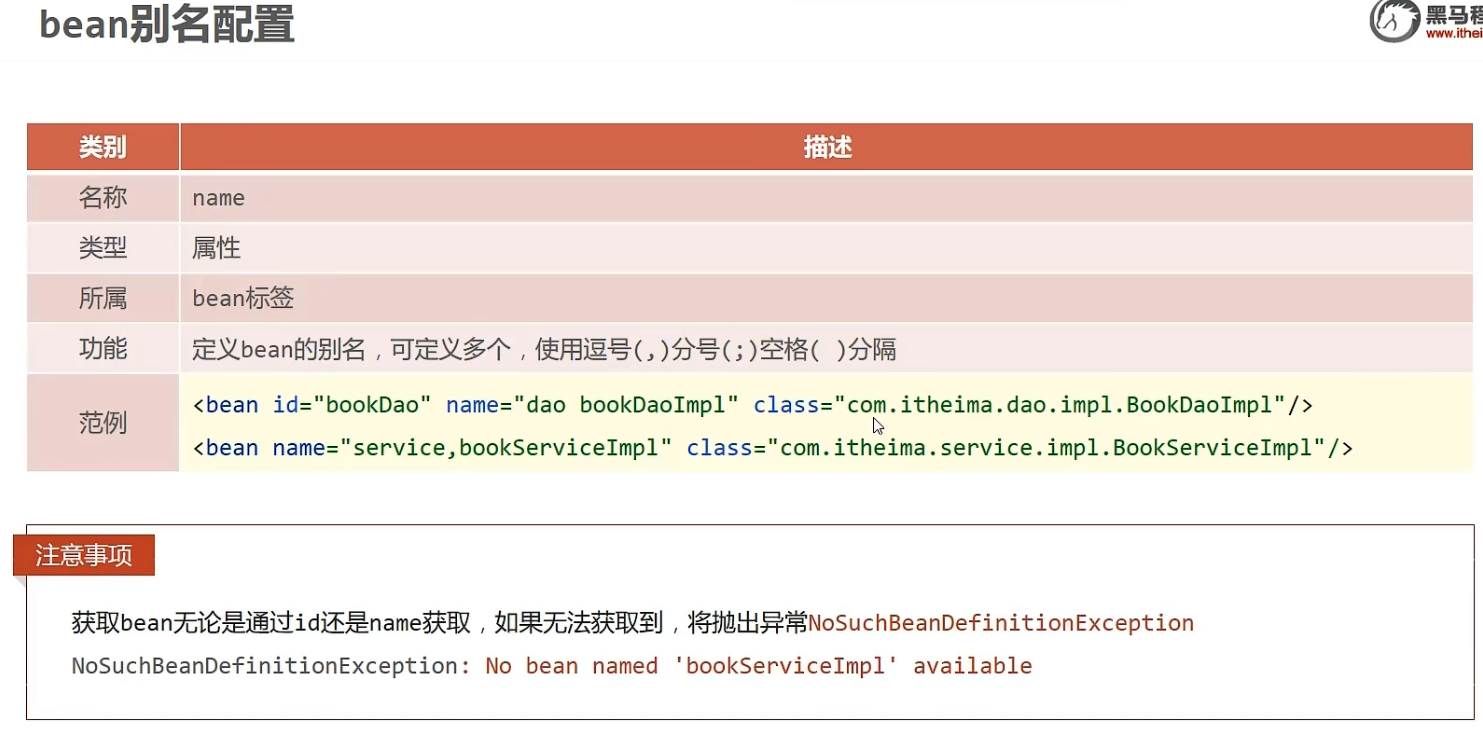 bean别名配置
黑马程
www.ithei
类别 描述
名称 name
类型 属性
所属 bean标签
功能 定义bean的别名，可定义多个，使用逗号(,)分号(;)空格( )分隔
范例
<bean id="bookDao" name="dao bookDaoImpl" class="com.itheima.dao.impl.BookDaoImpl"/>
<bean name="service,bookServiceImpl" class="com.itheima.service.impl.BookServiceImpl"/>
注意事项
获取bean无论是通过id还是name获取，如果无法获取到，将抛出异常NoSuchBeanDefinitionException
NoSuchBeanDefinitionException: No bean named 'bookServiceImpl' available